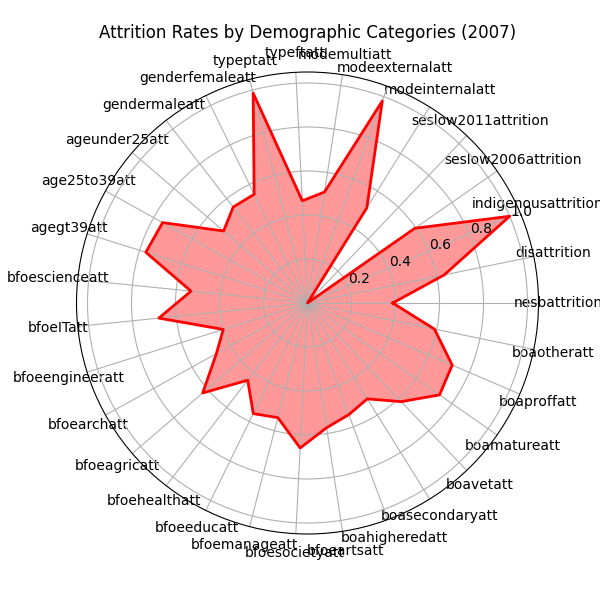 Attrition Rates by Demographic Categories (2007)
typeftatt
modemultiatt
typeptatt
modeexternalatt
genderfemaleatt
modeinternalatt
gendermaleatt
seslow2011attrition
ageunder25att
seslow2006attrition
age25to39att
indigenousattrition
1.0
agegt39att
0.8
0.6
disattrition
0.4
bfoescienceatt
0.2
nesbattrition
bfoeITatt
boaotheratt
bfoeengineeratt
boaproffatt
bfoearchatt
boamatureatt
bfoeagricatt
boavetatt
bfoehealthatt
boasecondaryatt
bfoeeducatt
boahigheredatt
bfoemanageatt
bfoesocietyatt
bfoeartsatt